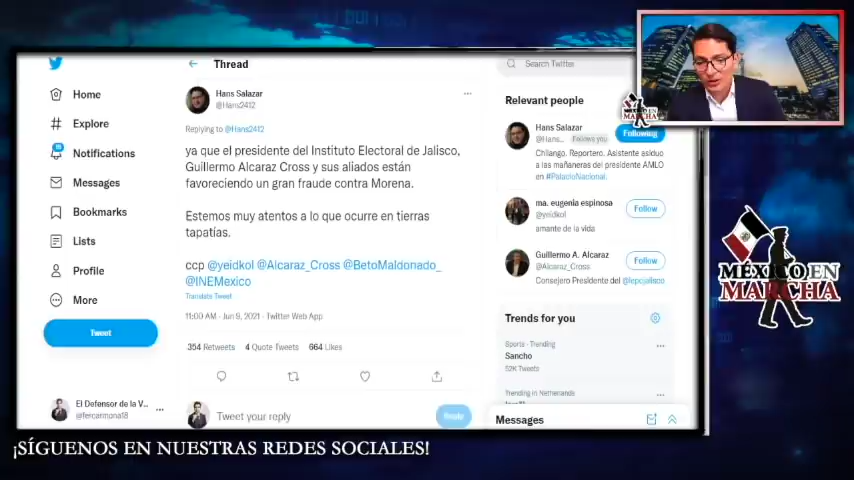 Thread
Search Twitter
Home
Explore
Notifications
Messages
Bookmarks
Lists
Profile
More
Tweet
El Defensor de la V...
@fercarmona18
Hans Salazar
@Hans2412
Replying to @Hans2412
ya que el presidente del Instituto Electoral de Jalisco,
Guillermo Alcaraz Cross y sus aliados están
favoreciendo un gran fraude contra Morena.
Estemos muy atentos a lo que ocurre en tierras
tapatías.
ccp @yeidkol @Alcaraz_Cross @BetoMaldonado_
@INEMexico
Translate Tweet
11:00 AM · Jun 9, 2021 · Twitter Web App
354 Retweets 4 Quote Tweets 664 Likes
Tweet your reply
Reply
Relevant people
Hans Salazar
@Hans... Follows you
Following
Chilango. Reportero. Asistente asiduo
a las mañaneras del presidente AMLO
en #PalacioNacional.
ma. eugenia espinosa
@yeidkol
Follow
amante de la vida
Guillermo A. Alcaraz
@Alcaraz_Cross
Follow
Consejero Presidente del @iepcjalisco
Trends for you
Sports · Trending
Sancho
52K Tweets
Trending in Netherlands
Messages
MÉXICO EN
MARCHA
MÉXICO EN
MARCHA
¡SÍGUENOS EN NUESTRAS REDES SOCIALES!